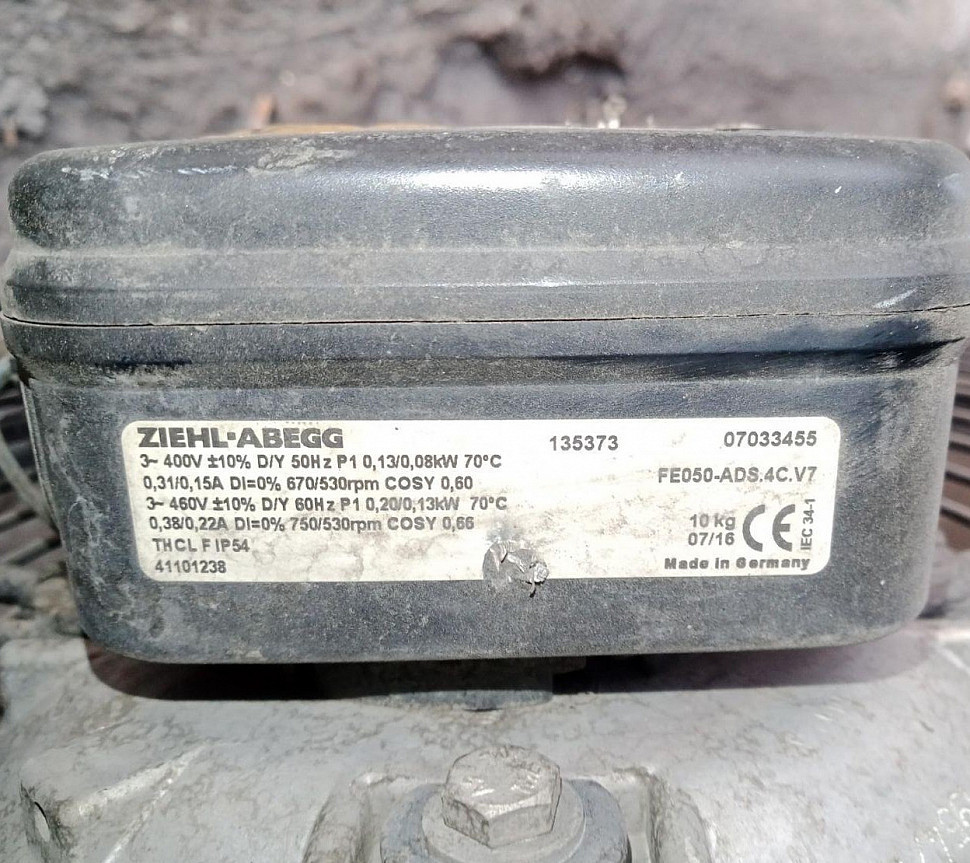 ZIEHL-ABEGG 135373 07033455
3~ 400V ±10% D/Y 50Hz P1 0,13/0,08kW 70°C
0,31/0,15A DI=0% 670/530rpm COSY 0,60
FE050-ADS.4C.V7
3~ 460V ±10% D/Y 60Hz P1 0,20/0,13kW 70°C
0,38/0,22A DI=0% 750/530rpm COSY 0,66
10 kg
07/16
CE
IEC 34-1
THCL F IP54
41101238
Made in Germany